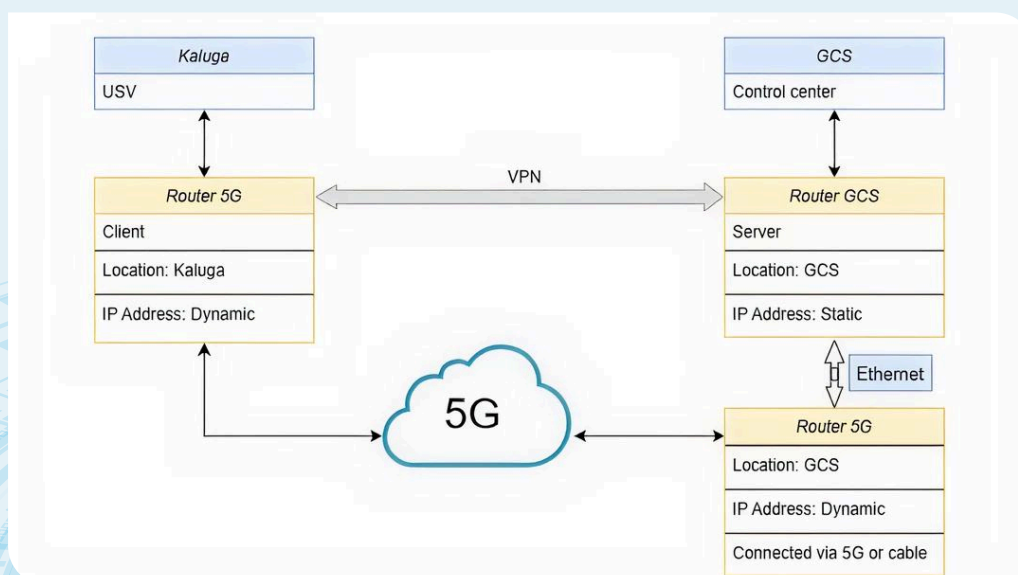 Kaluga
USV
GCS
Control center
VPN
Router 5G
Client
Location: Kaluga
IP Address: Dynamic
Router GCS
Server
Location: GCS
IP Address: Static
Ethernet
5G
Router 5G
Location: GCS
IP Address: Dynamic
Connected via 5G or cable